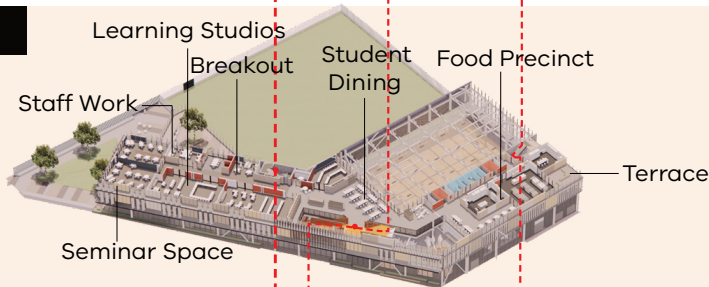 Learning Studios
Breakout
Student
Dining
Food Precinct
Staff Work
Terrace
Seminar Space